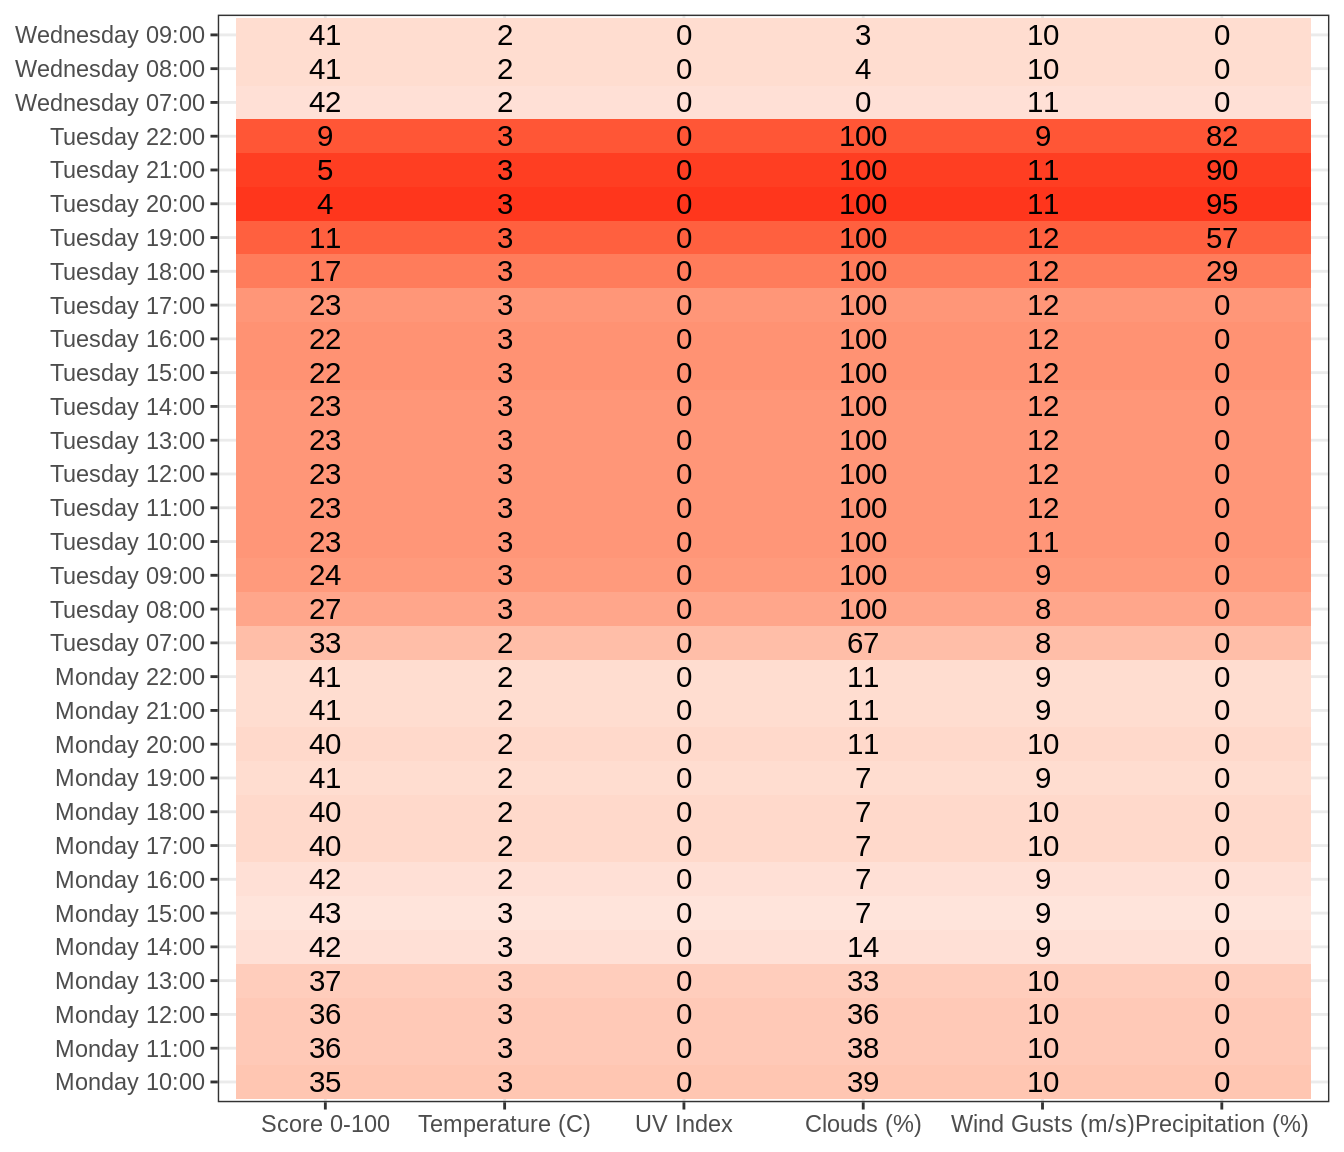 Wednesday 09:00 41 2 0 3 10 0
Wednesday 08:00 41 2 0 4 10 0
Wednesday 07:00 42 2 0 0 11 0
Tuesday 22:00 9 3 0 100 9 82
Tuesday 21:00 5 3 0 100 11 90
Tuesday 20:00 4 3 0 100 11 95
Tuesday 19:00 11 3 0 100 12 57
Tuesday 18:00 17 3 0 100 12 29
Tuesday 17:00 23 3 0 100 12 0
Tuesday 16:00 22 3 0 100 12 0
Tuesday 15:00 22 3 0 100 12 0
Tuesday 14:00 23 3 0 100 12 0
Tuesday 13:00 23 3 0 100 12 0
Tuesday 12:00 23 3 0 100 12 0
Tuesday 11:00 23 3 0 100 12 0
Tuesday 10:00 23 3 0 100 11 0
Tuesday 09:00 24 3 0 100 9 0
Tuesday 08:00 27 3 0 100 8 0
Tuesday 07:00 33 2 0 67 8 0
Monday 22:00 41 2 0 11 9 0
Monday 21:00 41 2 0 11 9 0
Monday 20:00 40 2 0 11 10 0
Monday 19:00 41 2 0 7 9 0
Monday 18:00 40 2 0 7 10 0
Monday 17:00 40 2 0 7 10 0
Monday 16:00 42 2 0 7 9 0
Monday 15:00 43 3 0 7 9 0
Monday 14:00 42 3 0 14 9 0
Monday 13:00 37 3 0 33 10 0
Monday 12:00 36 3 0 36 10 0
Monday 11:00 36 3 0 38 10 0
Monday 10:00 35 3 0 39 10 0
Score 0-100 Temperature (C) UV Index Clouds (%) Wind Gusts (m/s) Precipitation (%)